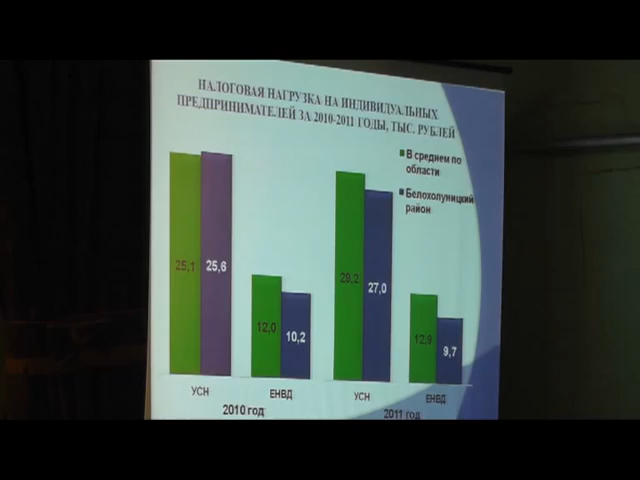 НАЛОГОВАЯ НАГРУЗКА НА ИНДИВИДУАЛЬНЫХ
ПРЕДПРИНИМАТЕЛЕЙ ЗА 2010-2011 ГОДЫ, ТЫС. РУБЛЕЙ
В среднем по
области
Белохолуницкий
район
25,1
25,6
12,0
10,2
29,2
27,0
12,9
9,7
УСН
ЕНВД
УСН
ЕНВД
2010 год
2011 год